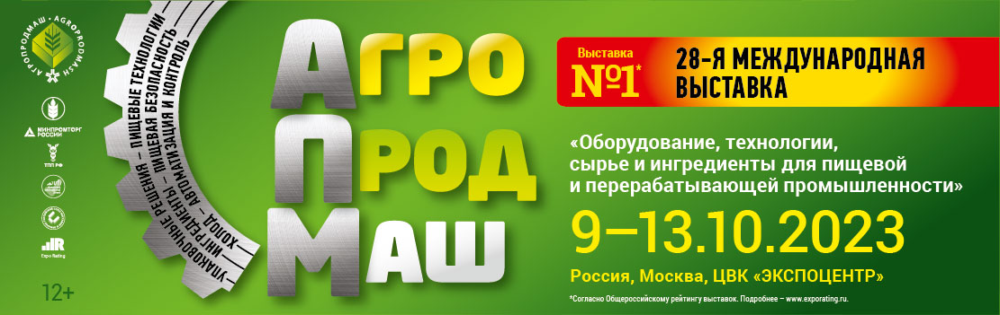 АГРОПРОДМАШ • AGROPRODMASH
МИНПРОМТОРГ
РОССИИ
ТПП РФ
Expo Rating
12+
УПАКОВОЧНЫЕ РЕШЕНИЯ – ПИЩЕВЫЕ ТЕХНОЛОГИИ
ИНГРЕДИЕНТЫ – ПИЩЕВАЯ БЕЗОПАСНОСТЬ
ХОЛОД – АВТОМАТИЗАЦИЯ И КОНТРОЛЬ
АГРО
ПРОД
МАШ
Выставка
№1*
28-Я МЕЖДУНАРОДНАЯ
ВЫСТАВКА
«Оборудование, технологии,
сырье и ингредиенты для пищевой
и перерабатывающей промышленности»
9–13.10.2023
Россия, Москва, ЦВК «ЭКСПОЦЕНТР»
*Согласно Общероссийскому рейтингу выставок. Подробнее – www.exporating.ru.